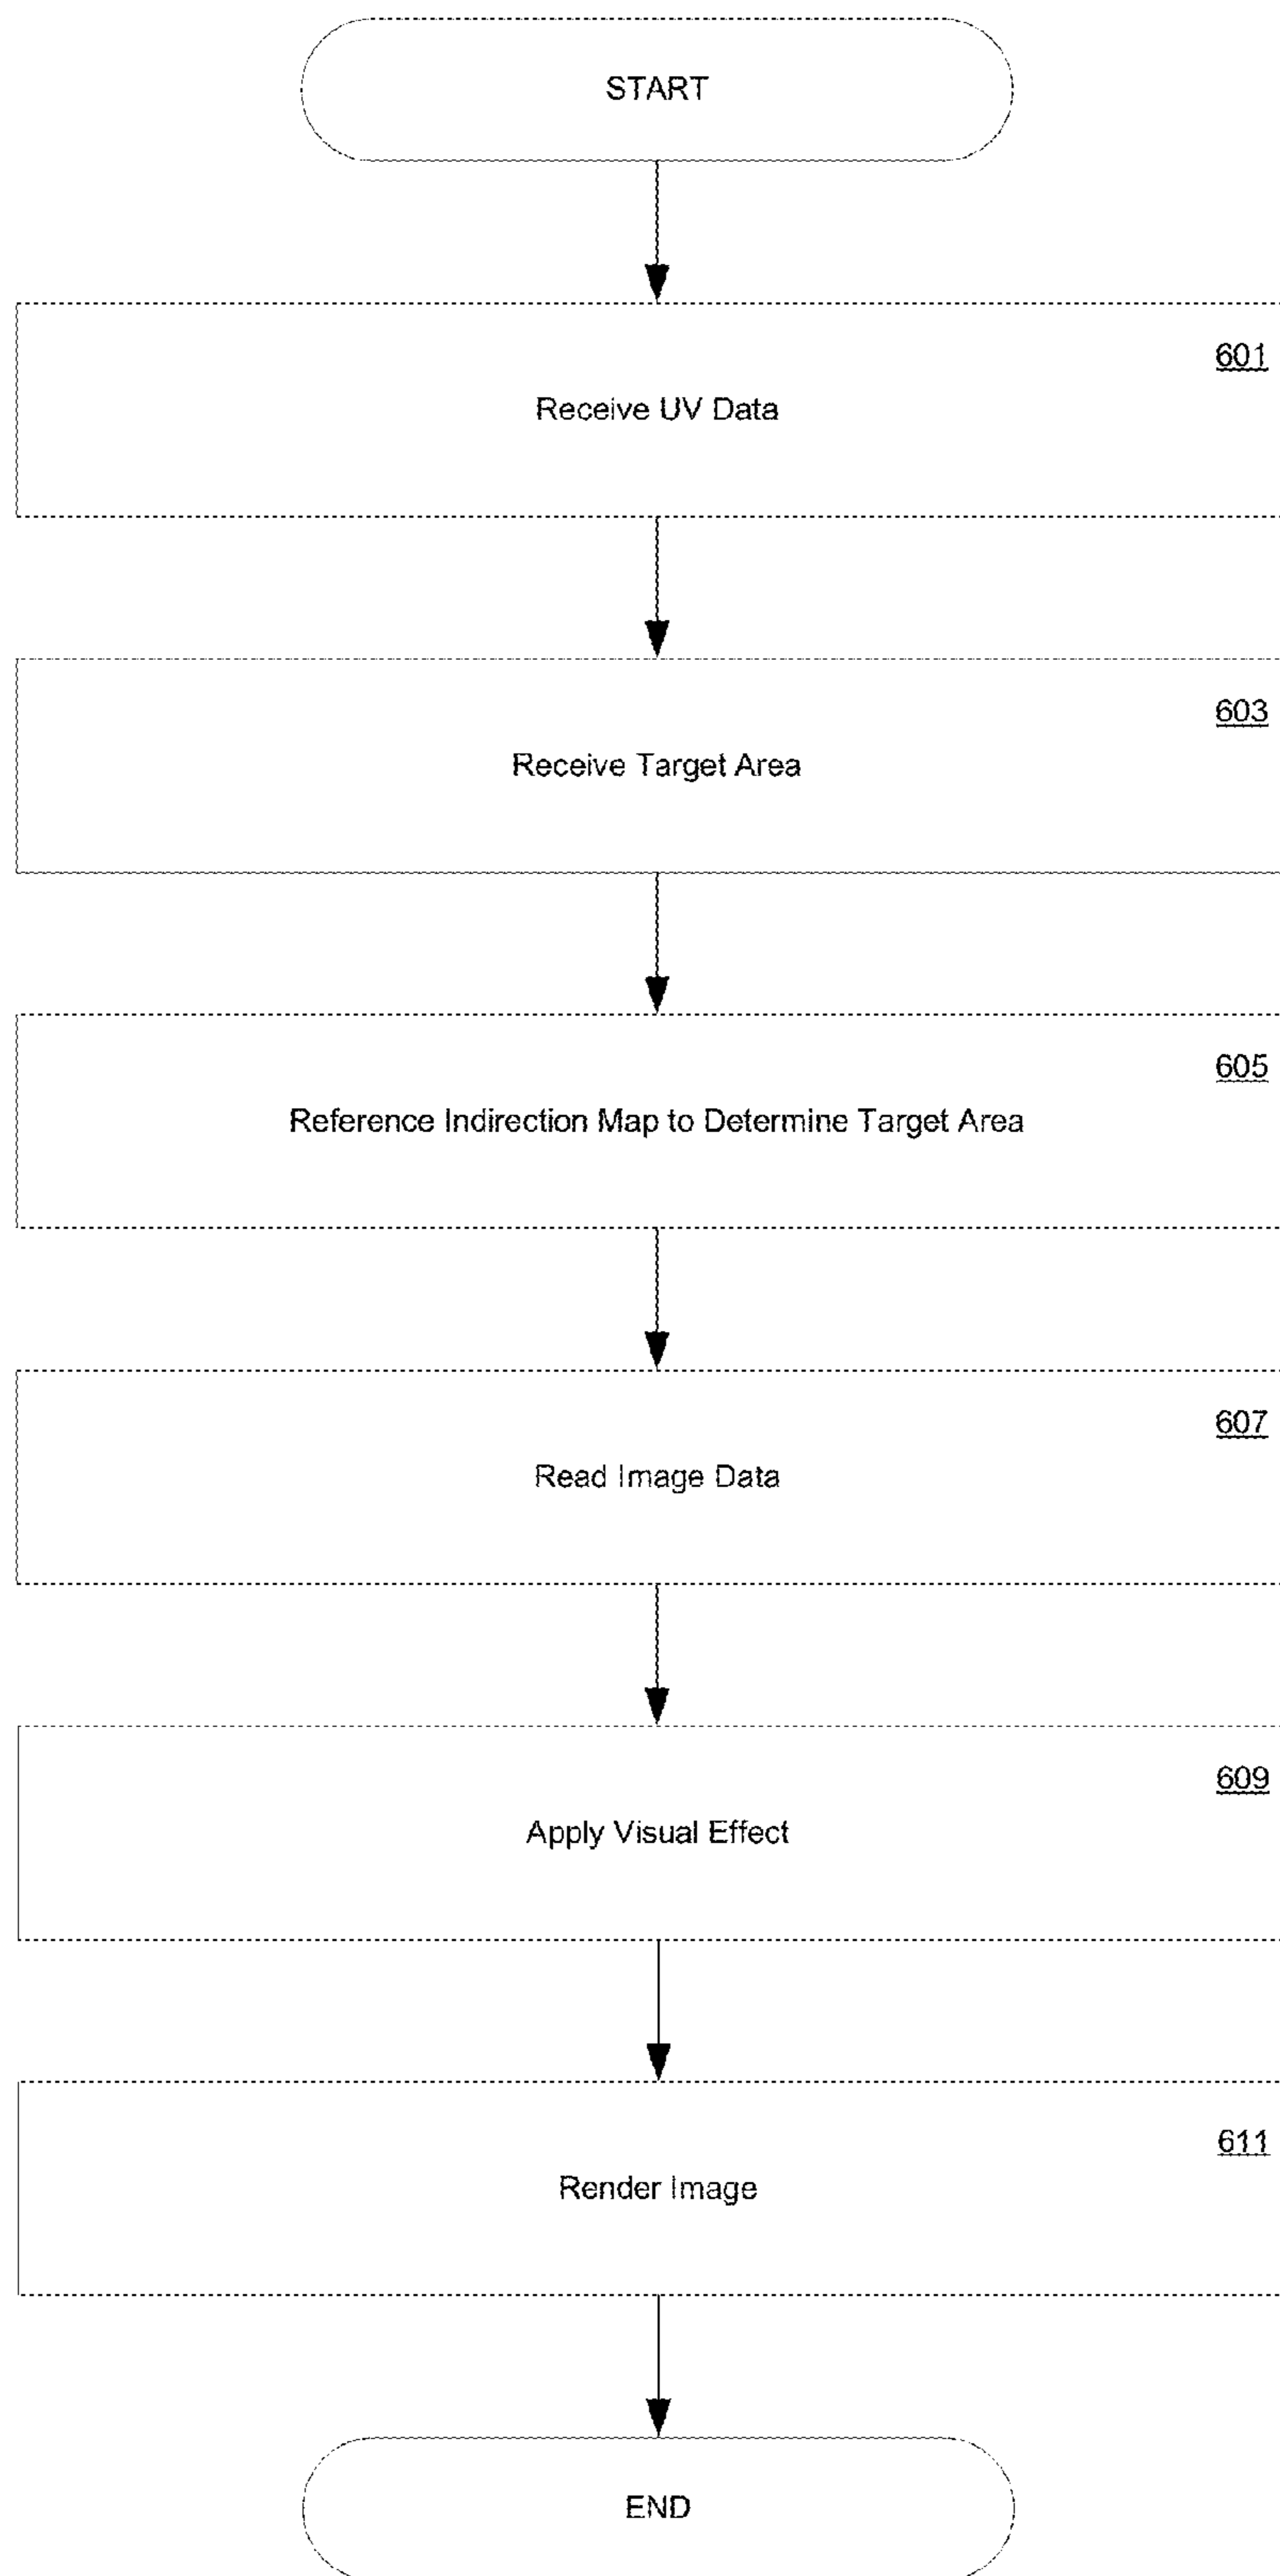 START
601
Receive UV Data
603
Receive Target Area
605
Reference Indirection Map to Determine Target Area
607
Read Image Data
609
Apply Visual Effect
611
Render Image
END